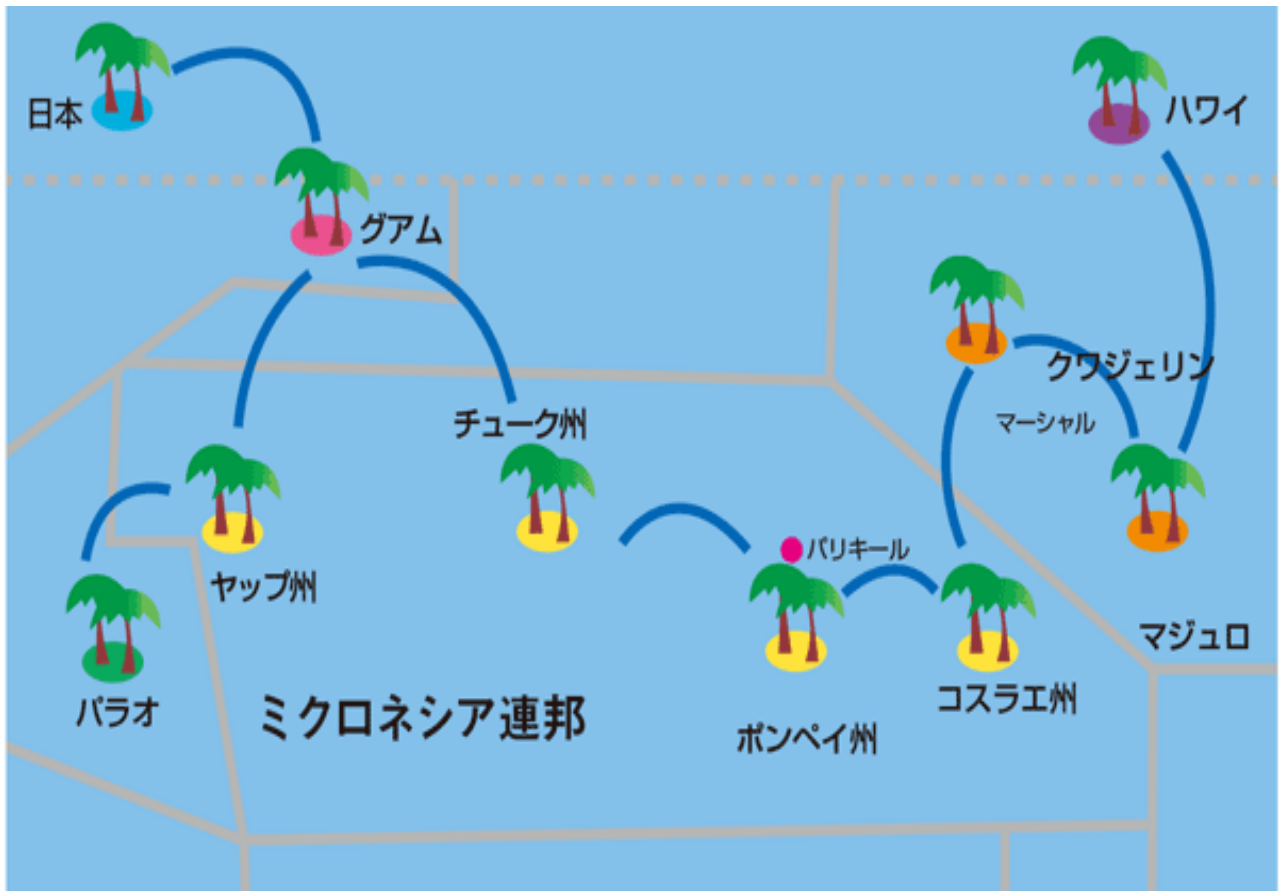 日本
ハワイ
グアム
クワジェリン
マーシャル
チューク州
パリキール
ヤップ州
マジュロ
パラオ
ミクロネシア連邦
コスラエ州
ポンペイ州